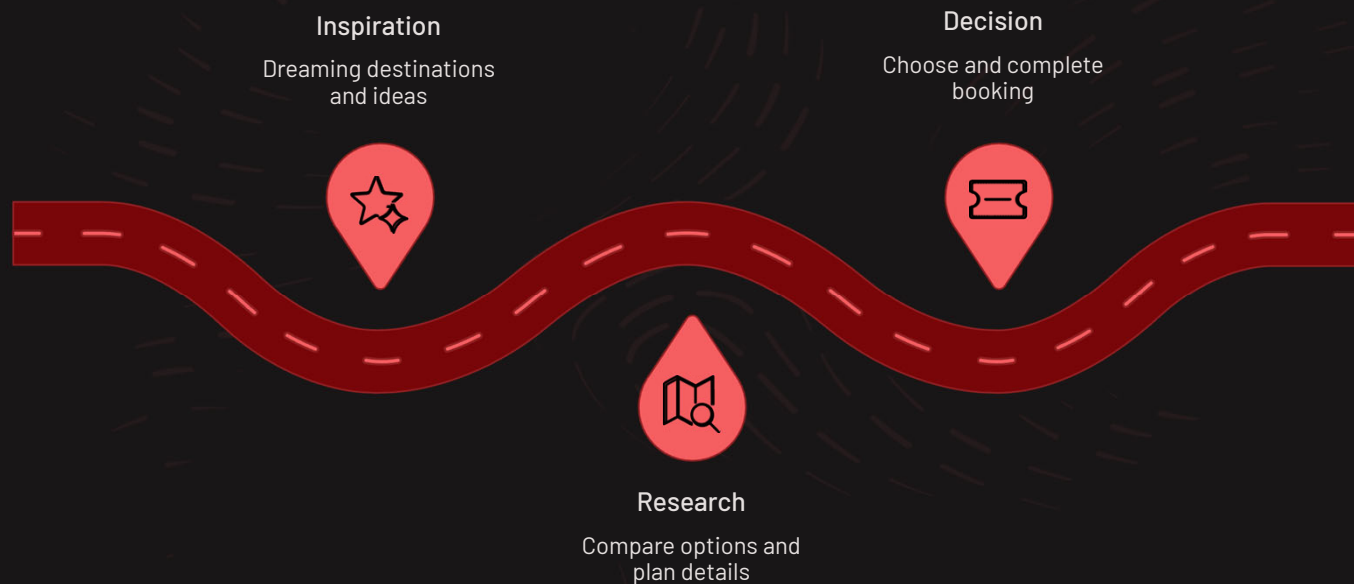 Inspiration
Dreaming destinations
and ideas
Research
Compare options and
plan details
Decision
Choose and complete
booking